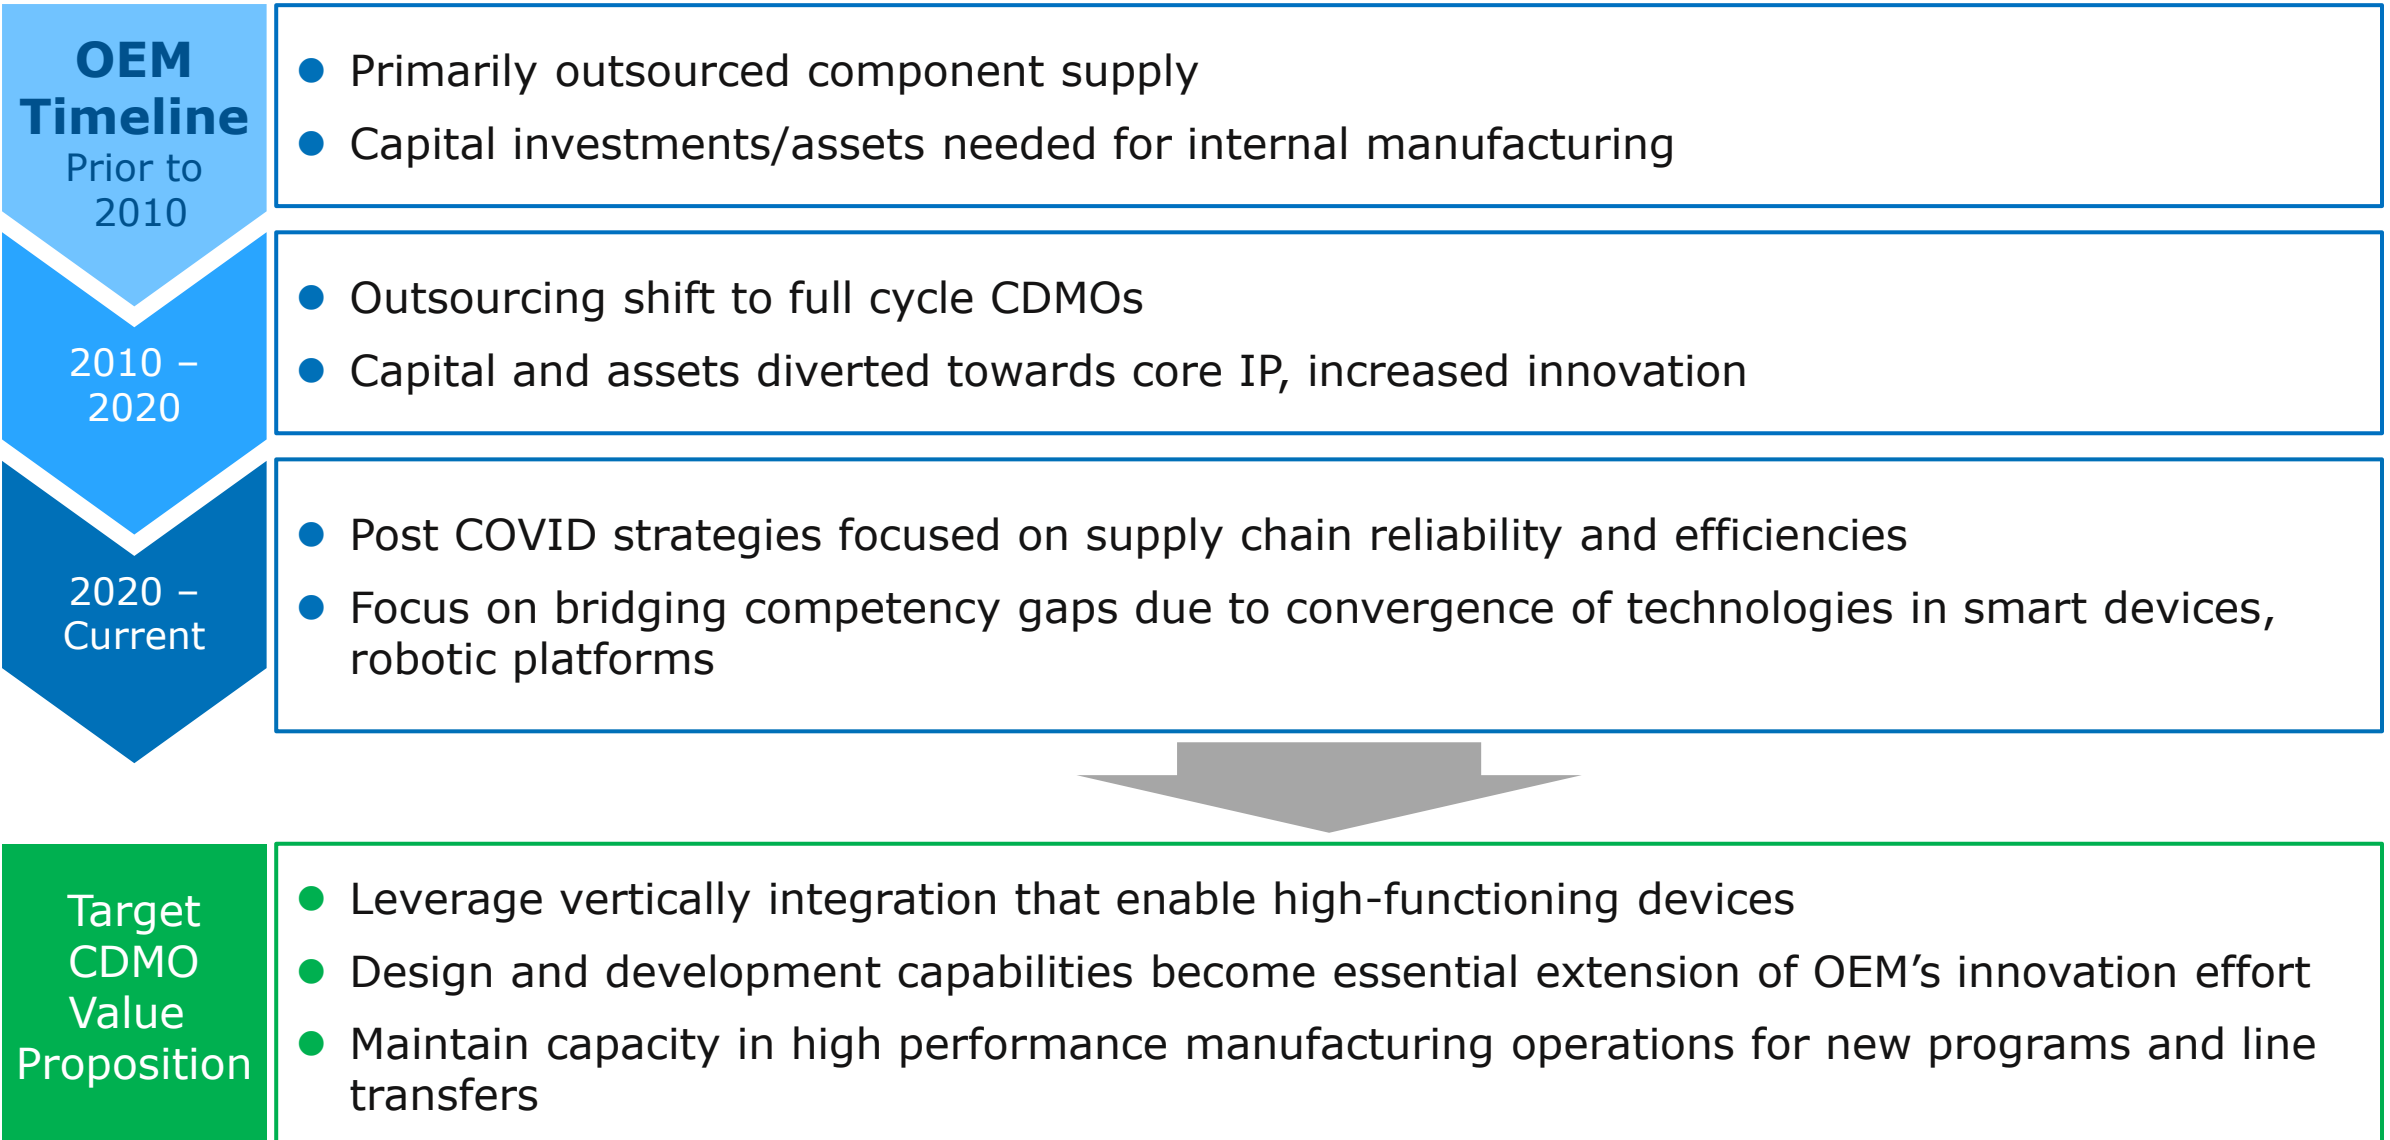 OEM
Timeline
Prior to
2010
● Primarily outsourced component supply
● Capital investments/assets needed for internal manufacturing
2010 –
2020
● Outsourcing shift to full cycle CDMOs
● Capital and assets diverted towards core IP, increased innovation
2020 –
Current
● Post COVID strategies focused on supply chain reliability and efficiencies
● Focus on bridging competency gaps due to convergence of technologies in smart devices,
robotic platforms
Target
CDMO
Value
Proposition
● Leverage vertically integration that enable high-functioning devices
● Design and development capabilities become essential extension of OEM’s innovation effort
● Maintain capacity in high performance manufacturing operations for new programs and line
transfers